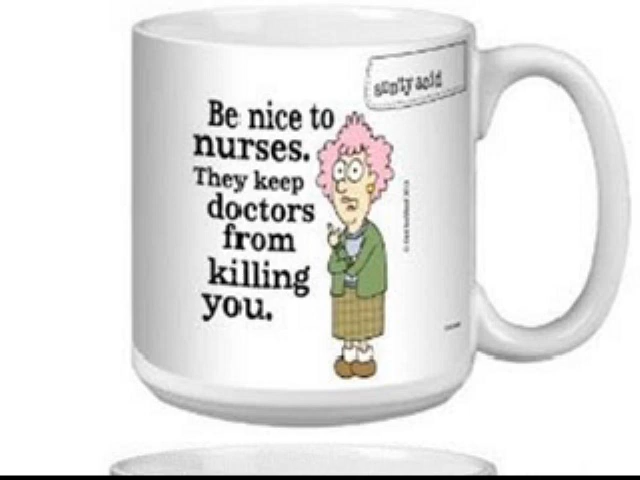 aunty acid
Be nice to
nurses.
They keep
doctors
from
killing
you.